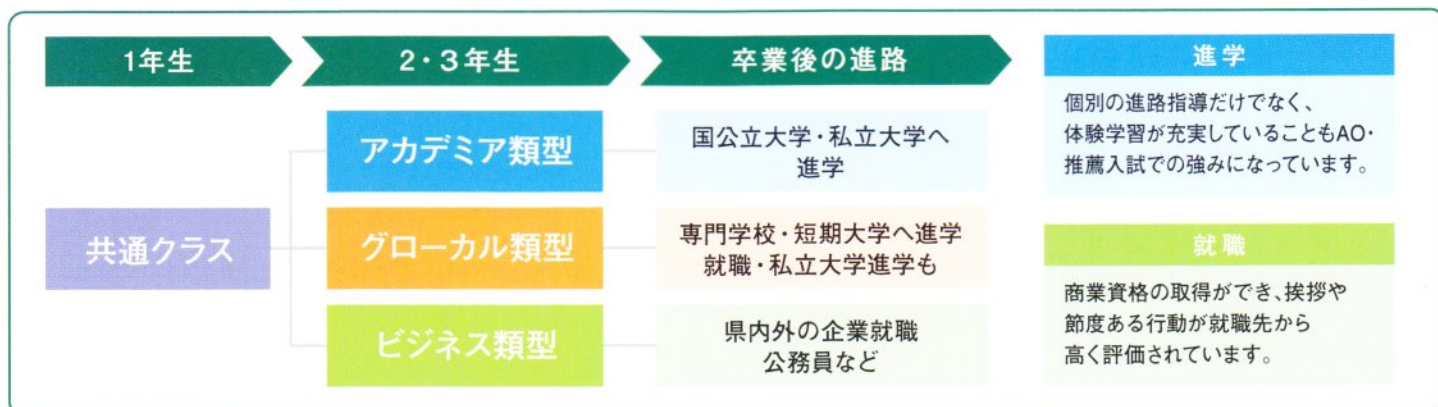 1年生
2・3年生
卒業後の進路
共通クラス
アカデミア類型
国公立大学・私立大学へ
進学
グローカル類型
専門学校・短期大学へ進学
就職・私立大学進学も
ビジネス類型
県内外の企業就職
公務員など
進学
個別の進路指導だけでなく、
体験学習が充実していることもAO・
推薦入試での強みになっています。
就職
商業資格の取得ができ、挨拶や
節度ある行動が就職先から
高く評価されています。